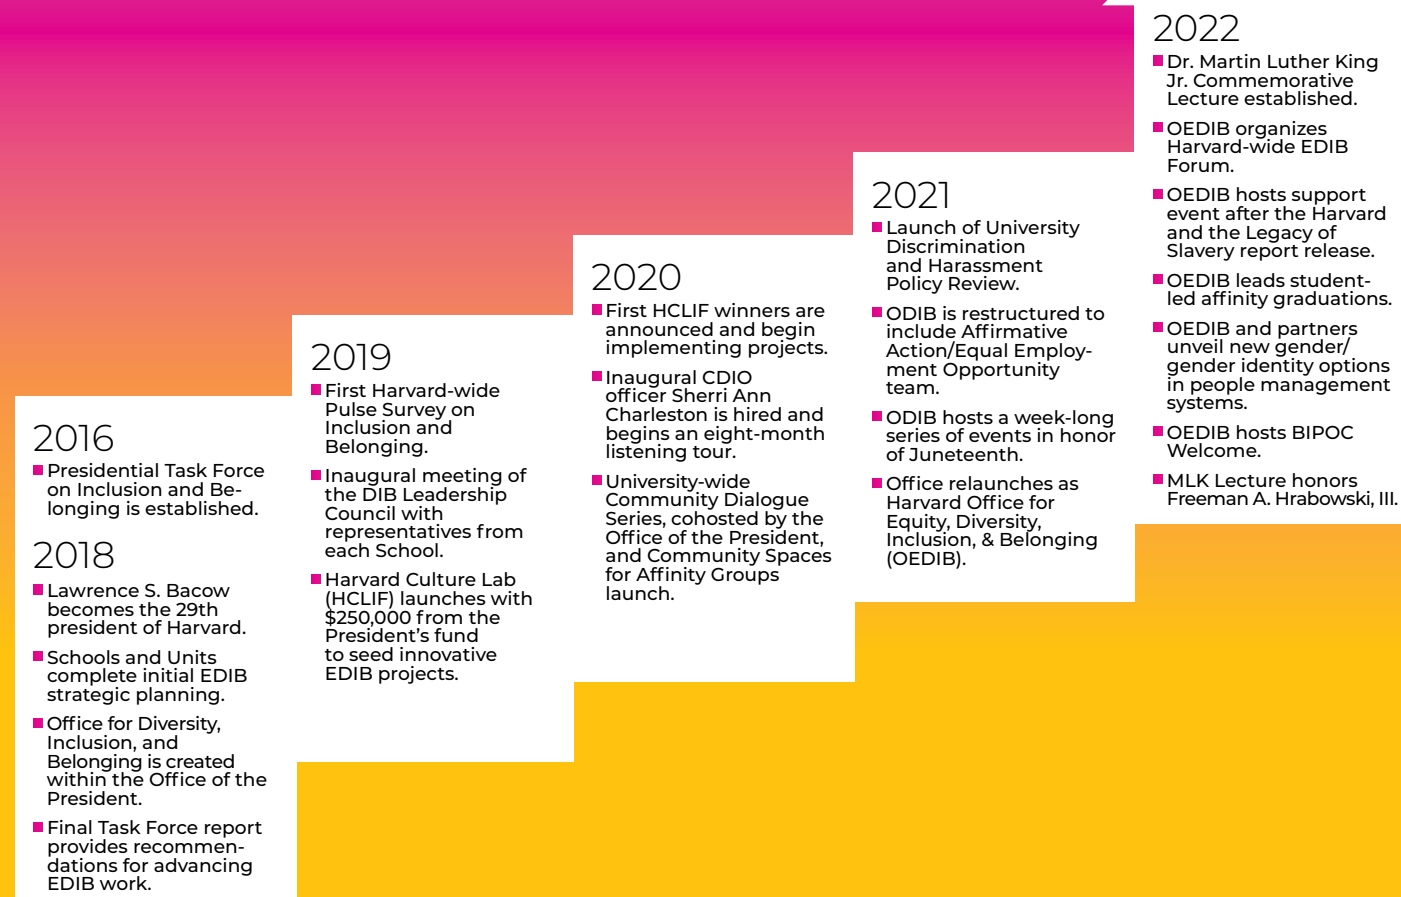 2016
Presidential Task Force
on Inclusion and Be-
longing is established.
2018
Lawrence S. Bacow
becomes the 29th
president of Harvard.
Schools and Units
complete initial EDIB
strategic planning.
Office for Diversity,
Inclusion, and
Belonging is created
within the Office of the
President.
Final Task Force report
provides recommen-
dations for advancing
EDIB work.
2019
First Harvard-wide
Pulse Survey on
Inclusion and
Belonging.
Inaugural meeting of
the DIB Leadership
Council with
representatives from
each School.
Harvard Culture Lab
(HCLIF) launches with
$250,000 from the
President's fund
to seed innovative
EDIB projects.
2020
First HCLIF winners are
announced and begin
implementing projects.
Inaugural CDIO
officer Sherri Ann
Charleston is hired and
begins an eight-month
listening tour.
University-wide
Community Dialogue
Series, cohosted by the
Office of the President,
and Community Spaces
for Affinity Groups
launch.
2021
Launch of University
Discrimination
and Harassment
Policy Review.
ODIB is restructured to
include Affirmative
Action/Equal Employ-
ment Opportunity
team.
ODIB hosts a week-long
series of events in honor
of Juneteenth.
Office relaunches as
Harvard Office for
Equity, Diversity,
Inclusion, & Belonging
(OEDIB).
2022
Dr. Martin Luther King
Jr. Commemorative
Lecture established.
OEDIB organizes
Harvard-wide EDIB
Forum.
OEDIB hosts support
event after the Harvard
and the Legacy of
Slavery report release.
OEDIB leads student-
led affinity graduations.
OEDIB and partners
unveil new gender/
gender identity options
in people management
systems.
OEDIB hosts BIPOC
Welcome.
MLK Lecture honors
Freeman A. Hrabowski, III.